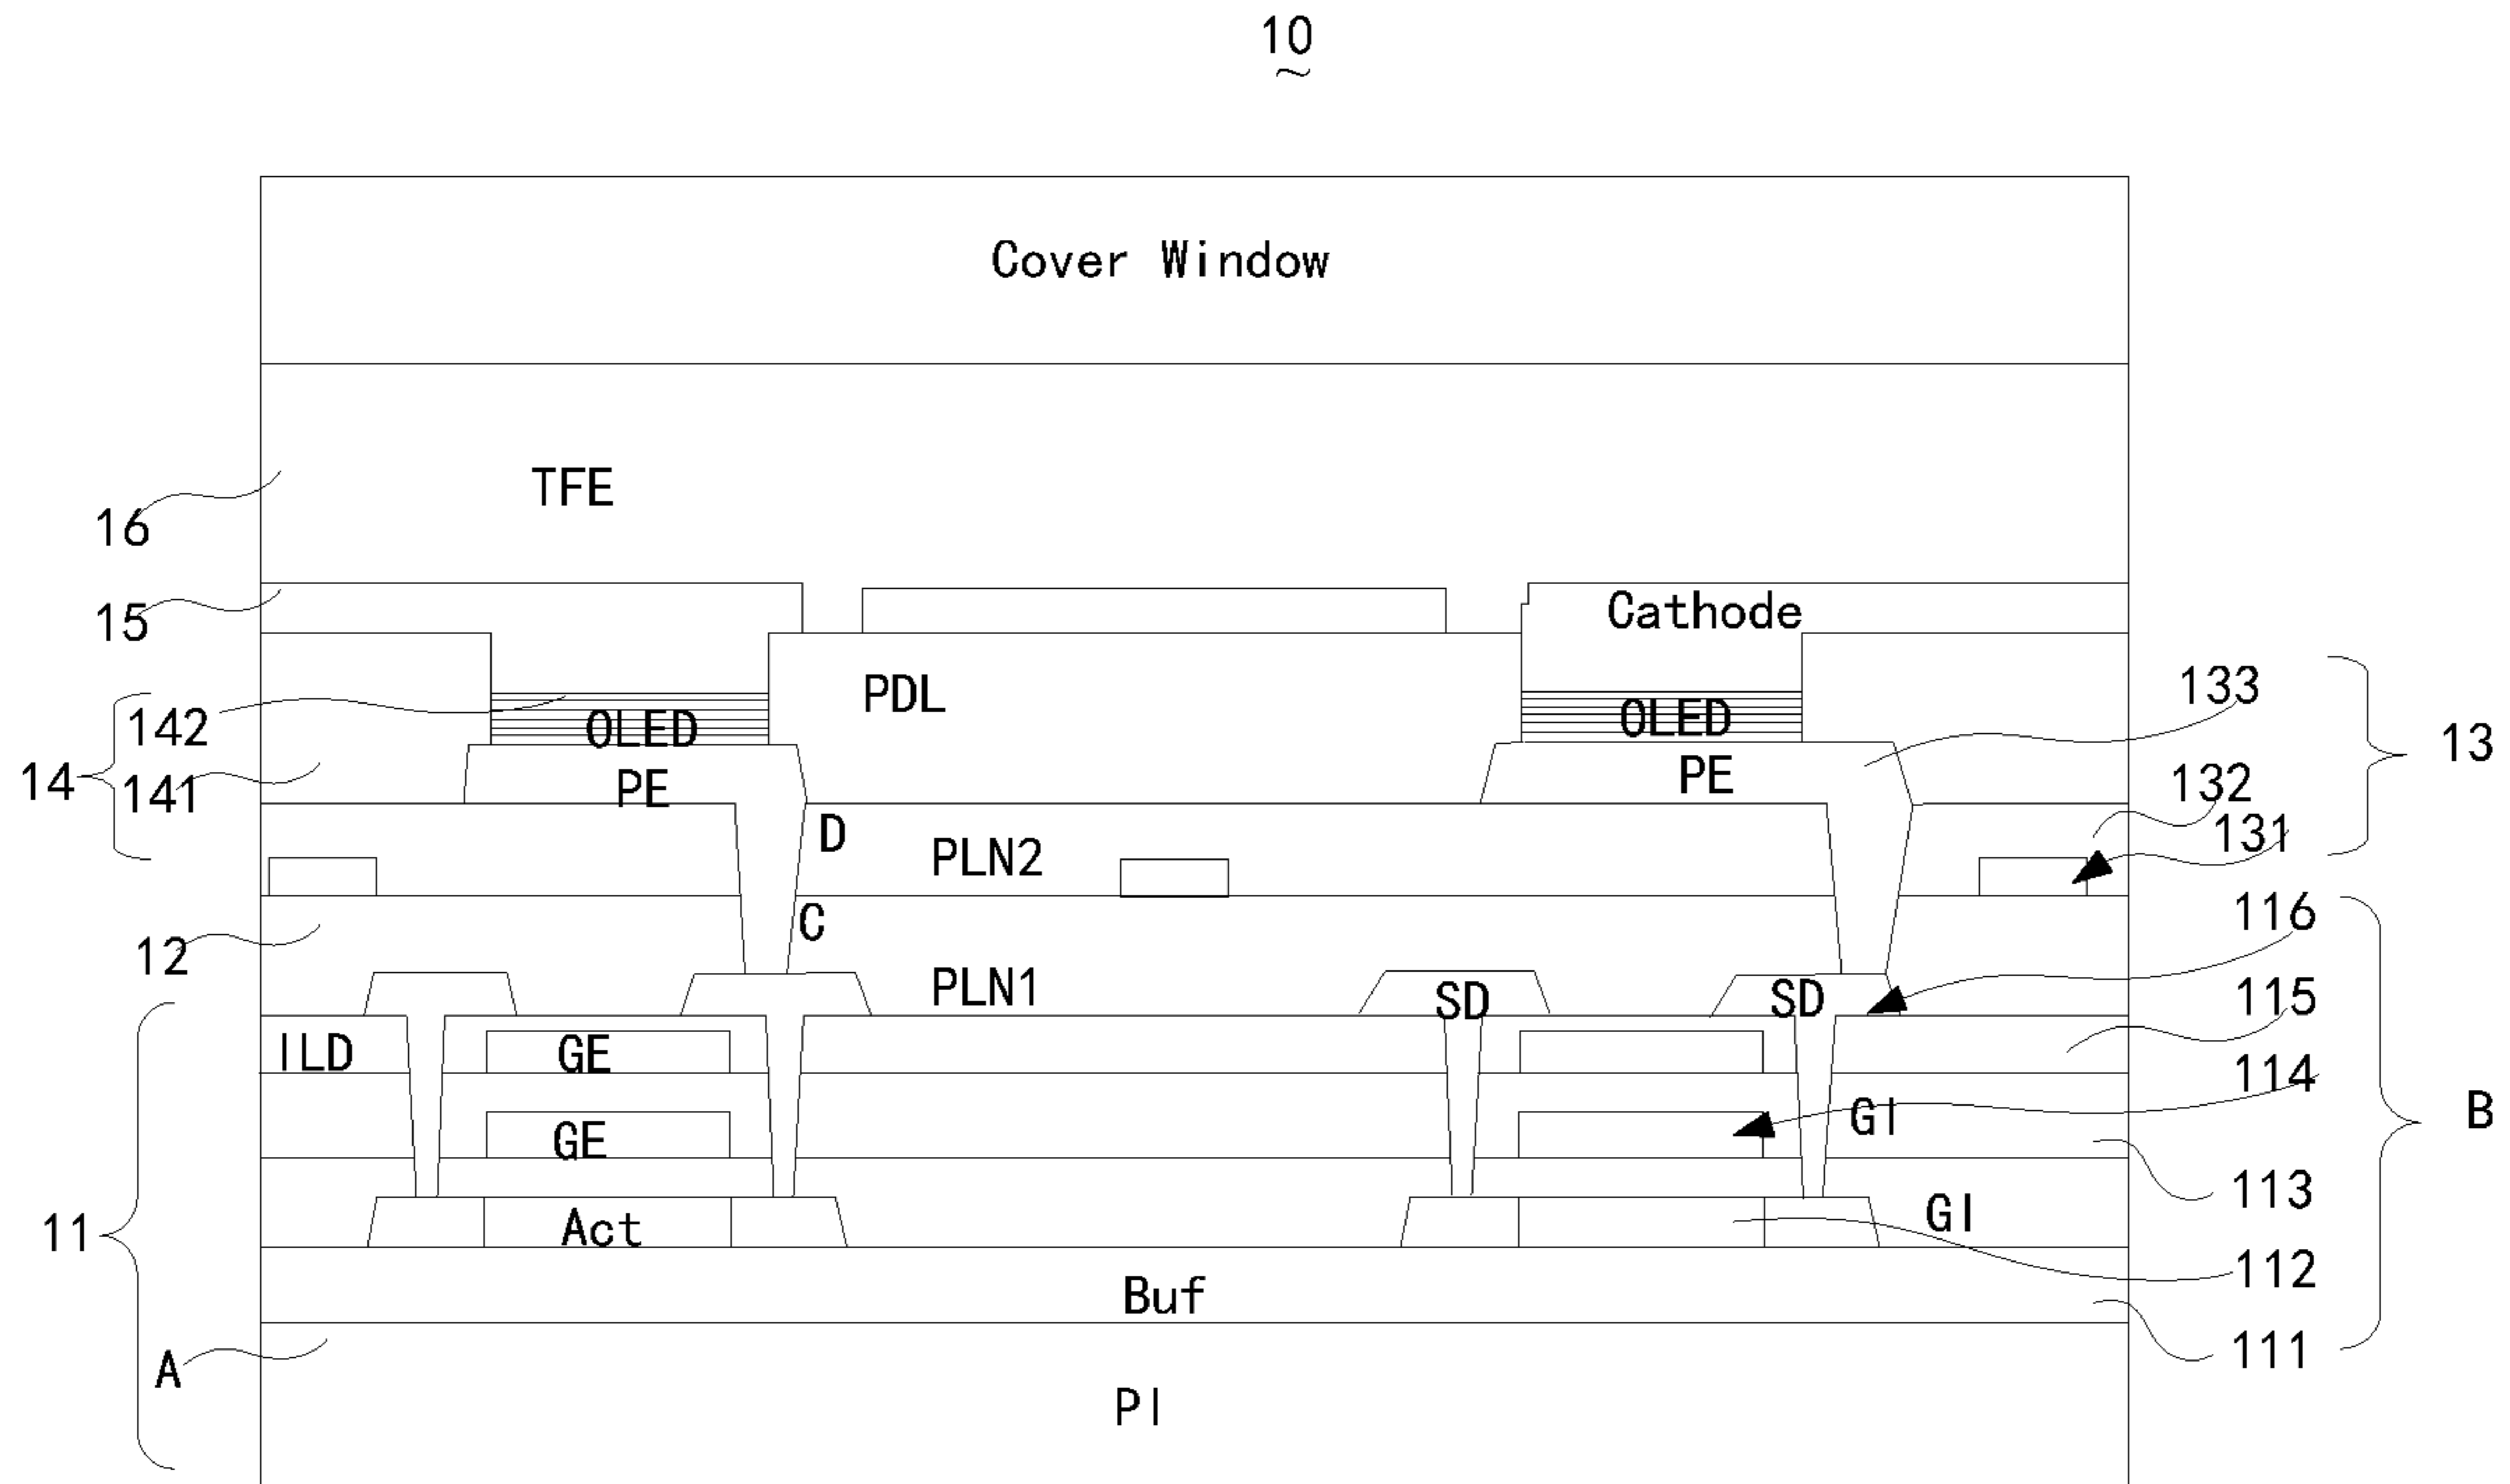 10
Cover Window
TFE
16
15
Cathode
133
PDL
142
OLED
OLED
13
14
141
PE
PE
132
131
D
PLN2
116
C
12
PLN1
SD
SD
115
ILD
GE
114
GE
GI
B
113
11
Act
GI
112
Buf
111
A
PI